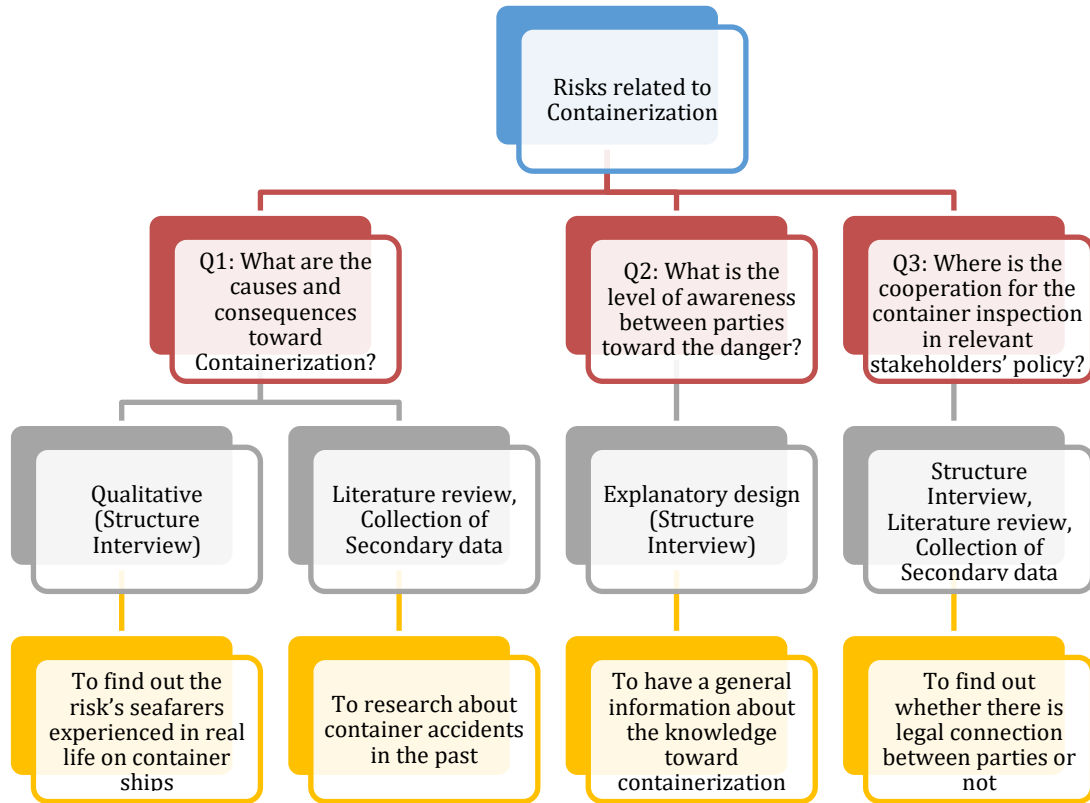 Risks related to
Containerization
Q1: What are the
causes and
consequences
toward
Containerization?
Q2: What is the
level of awareness
between parties
toward the danger?
Q3: Where is the
cooperation for the
container inspection
in relevant
stakeholders’ policy?
Qualitative
(Structure
Interview)
Literature review,
Collection of
Secondary data
Explanatory design
(Structure
Interview)
Structure
Interview,
Literature review,
Collection of
Secondary data
To find out the
risk’s seafarers
experienced in real
life on container
ships
To research about
container accidents
in the past
To have a general
information about
the knowledge
toward
containerization
To find out
whether there is
legal connection
between parties or
not